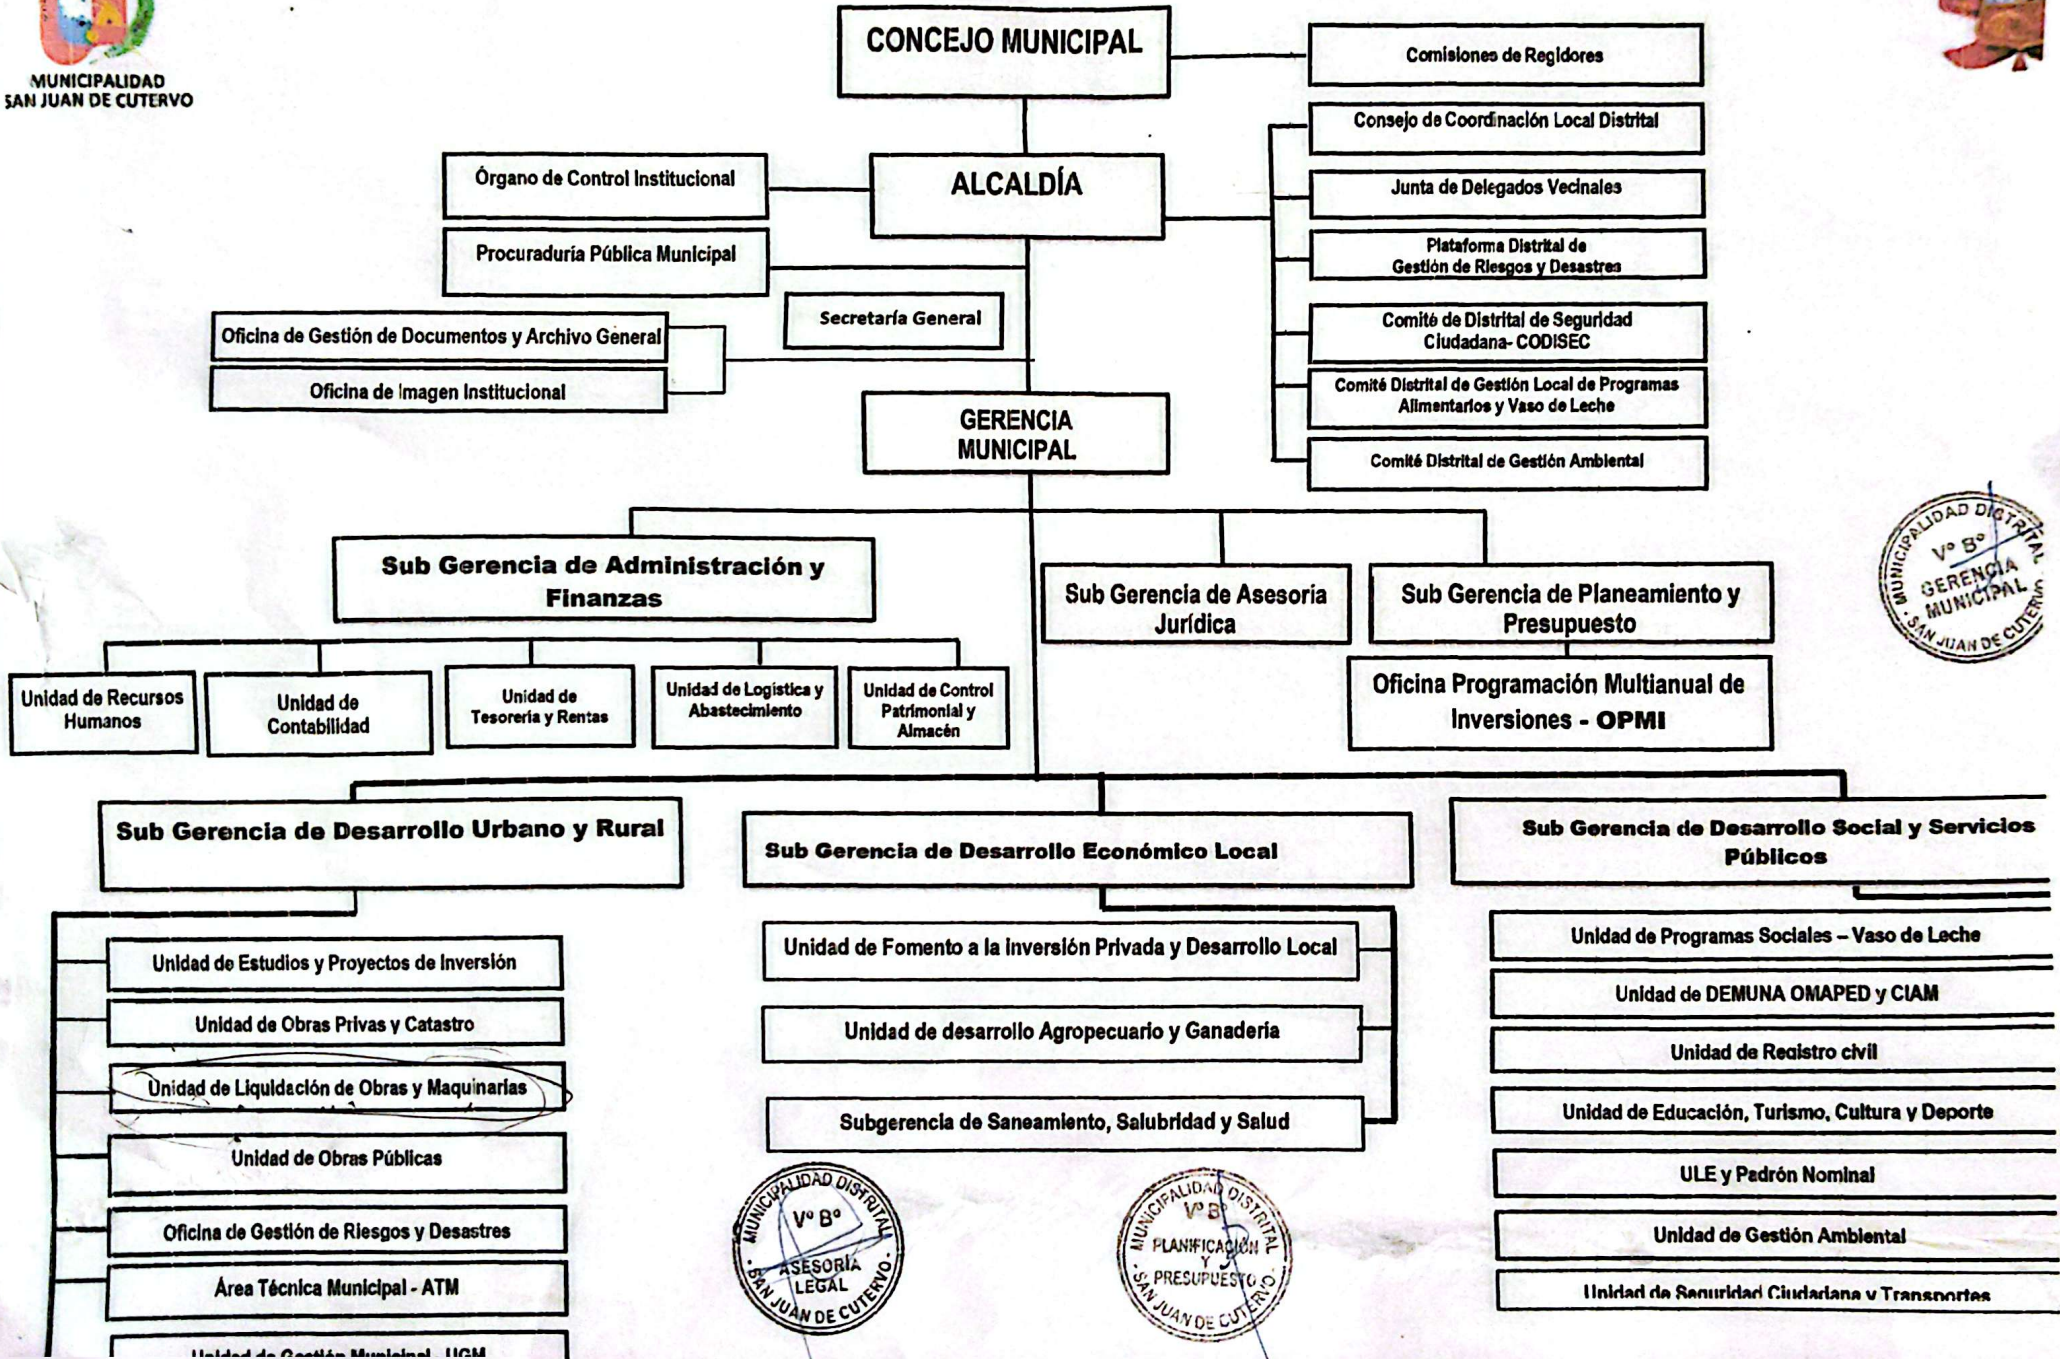 MUNICIPALIDAD
SAN JUAN DE CUTERVO
CONCEJO MUNICIPAL
Comisiones de Regidores
Consejo de Coordinación Local Distrital
Órgano de Control Institucional
ALCALDÍA
Junta de Delegados Vecinales
Procuraduría Pública Municipal
Plataforma Distrital de
Gestión de Riesgos y Desastres
Secretaría General
Comité de Distrital de Seguridad
Ciudadana- CODISEC
Oficina de Gestión de Documentos y Archivo General
Oficina de Imagen Institucional
Comité Distrital de Gestión Local de Programas
Alimentarios y Vaso de Leche
GERENCIA
MUNICIPAL
Comité Distrital de Gestión Ambiental
MUNICIPALIDAD DISTRITAL
Vº Bº
GERENCIA
MUNICIPAL
SAN JUAN DE CUTERVO
Sub Gerencia de Administración y
Finanzas
Sub Gerencia de Asesoría
Jurídica
Sub Gerencia de Planeamiento y
Presupuesto
Unidad de Recursos
Humanos
Unidad de
Contabilidad
Unidad de
Tesorería y Rentas
Unidad de Logística y
Abastecimiento
Unidad de Control
Patrimonial y
Almacén
Oficina Programación Multianual de
Inversiones - OPMI
Sub Gerencia de Desarrollo Urbano y Rural
Sub Gerencia de Desarrollo Económico Local
Sub Gerencia de Desarrollo Social y Servicios
Públicos
Unidad de Estudios y Proyectos de Inversión
Unidad de Obras Privas y Catastro
Unidad de Liquidación de Obras y Maquinarias
Unidad de Obras Públicas
Oficina de Gestión de Riesgos y Desastres
Área Técnica Municipal - ATM
Unidad de Gestión Municipal - UGM
Unidad de Fomento a la inversión Privada y Desarrollo Local
Unidad de desarrollo Agropecuario y Ganadería
Subgerencia de Saneamiento, Salubridad y Salud
Unidad de Programas Sociales – Vaso de Leche
Unidad de DEMUNA OMAPED y CIAM
Unidad de Registro civil
Unidad de Educación, Turismo, Cultura y Deporte
ULE y Padrón Nominal
Unidad de Gestión Ambiental
Unidad de Seguridad Ciudadana y Transportes
MUNICIPALIDAD DISTRITAL
Vº Bº
ASESORÍA
LEGAL
SAN JUAN DE CUTERVO
MUNICIPALIDAD DISTRITAL
Vº Bº
PLANIFICACIÓN
Y
PRESUPUESTO
SAN JUAN DE CUTERVO